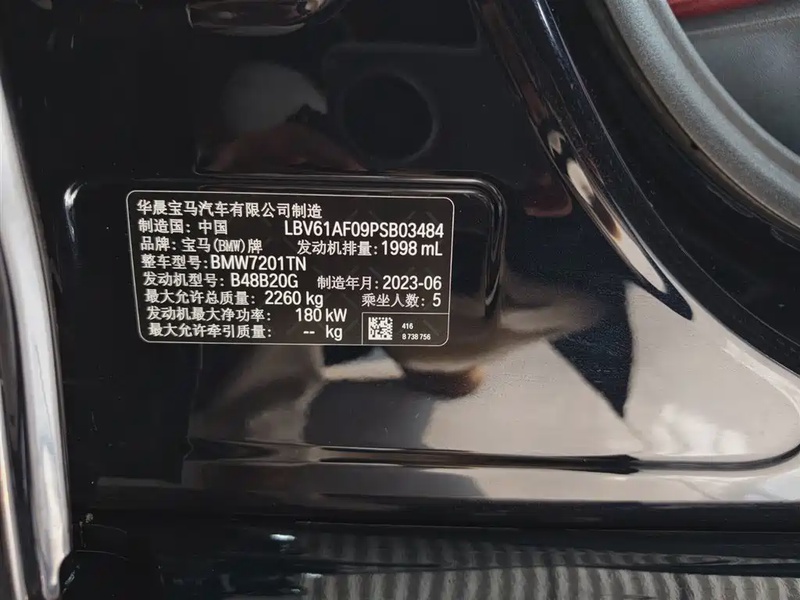 华晨宝马汽车有限公司制造
制造国: 中国 LBV61AF09PSB03484
品牌: 宝马(BMW)牌 发动机排量: 1998 mL
整车型号: BMW7201TN
发动机型号: B48B20G 制造年月: 2023-06
最大允许总质量: 2260 kg 乘坐人数: 5
发动机最大净功率: 180 kW
最大允许牵引质量: -- kg
416
8 738 756